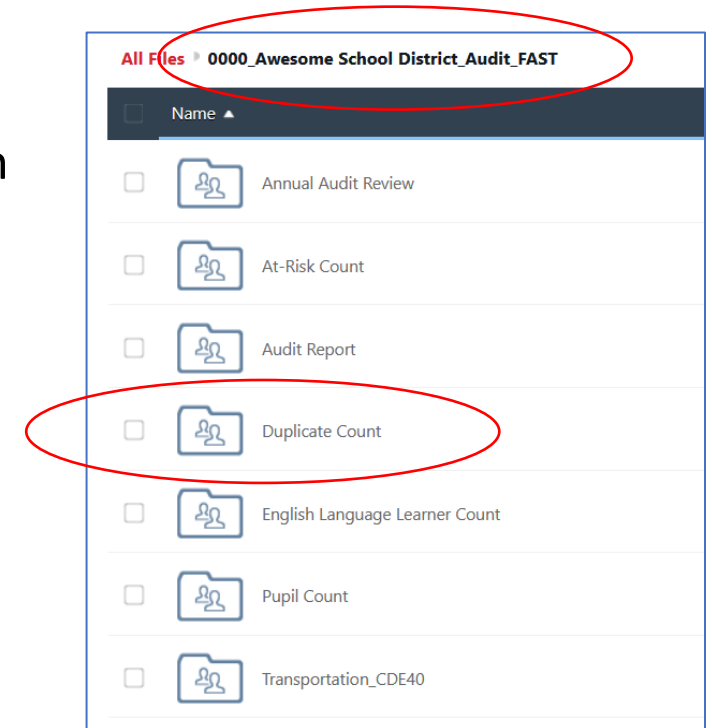 All Files 0000_Awesome School District_Audit_FAST
Name
n
Annual Audit Review
At-Risk Count
Audit Report
Duplicate Count
English Language Learner Count
Pupil Count
Transportation_CDE40